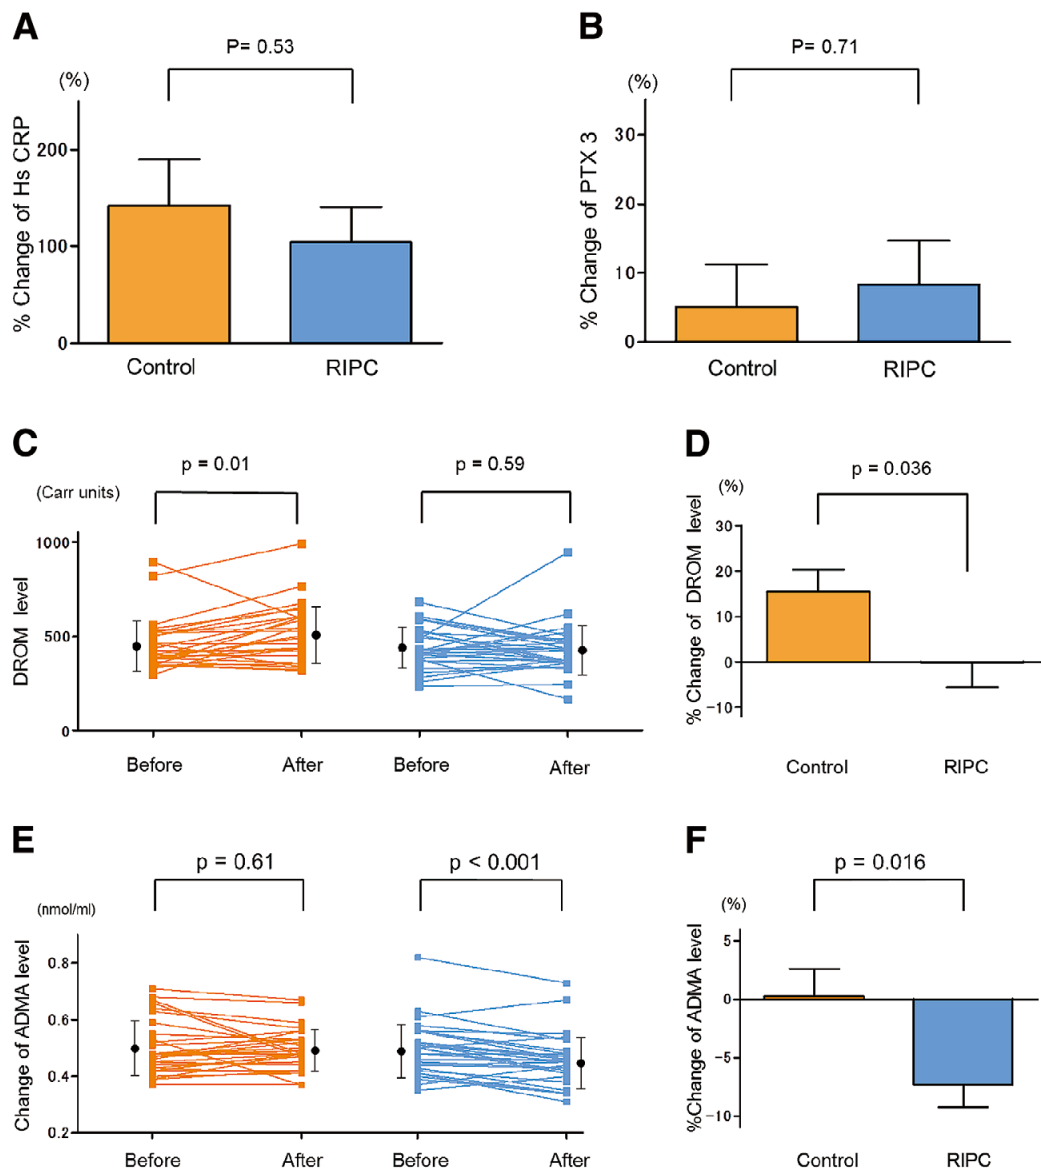 A
P= 0.53
(%)
% Change of Hs CRP
200
100
0
Control
RIPC
B
P= 0.71
(%)
% Change of PTX 3
30
20
10
0
Control
RIPC
C
p = 0.01
p = 0.59
(Carr units)
DROM level
1000
500
0
Before
After
Before
After
D
p = 0.036
(%)
% Change of DROM level
30
20
10
0
−10
Control
RIPC
E
p = 0.61
p < 0.001
(nmol/ml)
Change of ADMA level
0.8
0.6
0.4
0.2
Before
After
Before
After
F
p = 0.016
(%)
%Change of ADMA level
5
0
−5
−10
Control
RIPC